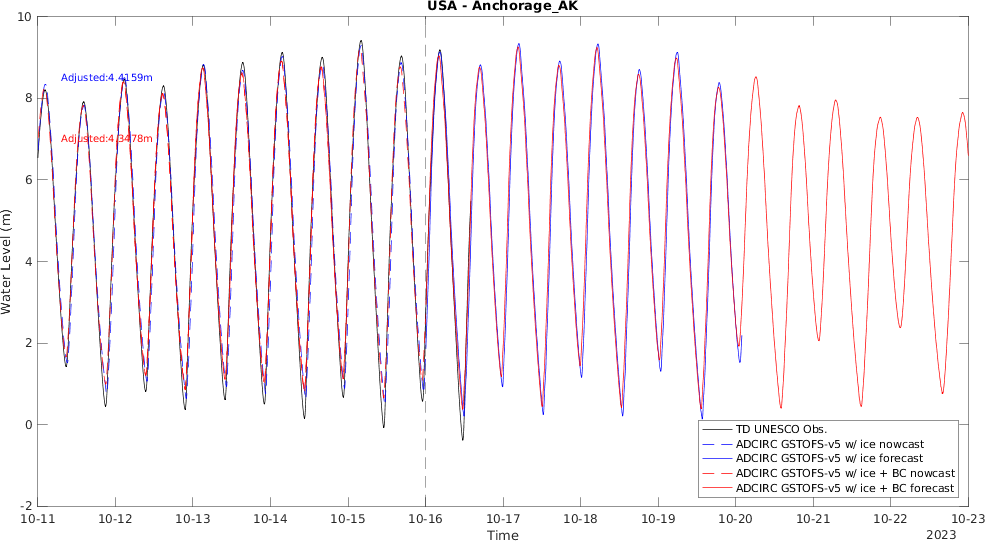 USA - Anchorage_AK
10
8
6
4
2
0
-2
Water Level (m)
Adjusted:4.4159m
Adjusted:4.3478m
TD UNESCO Obs.
ADCIRC GSTOFS-v5 w/ ice nowcast
ADCIRC GSTOFS-v5 w/ ice forecast
ADCIRC GSTOFS-v5 w/ ice + BC nowcast
ADCIRC GSTOFS-v5 w/ ice + BC forecast
10-11 10-12 10-13 10-14 10-15 10-16 10-17 10-18 10-19 10-20 10-21 10-22 10-23
Time
2023